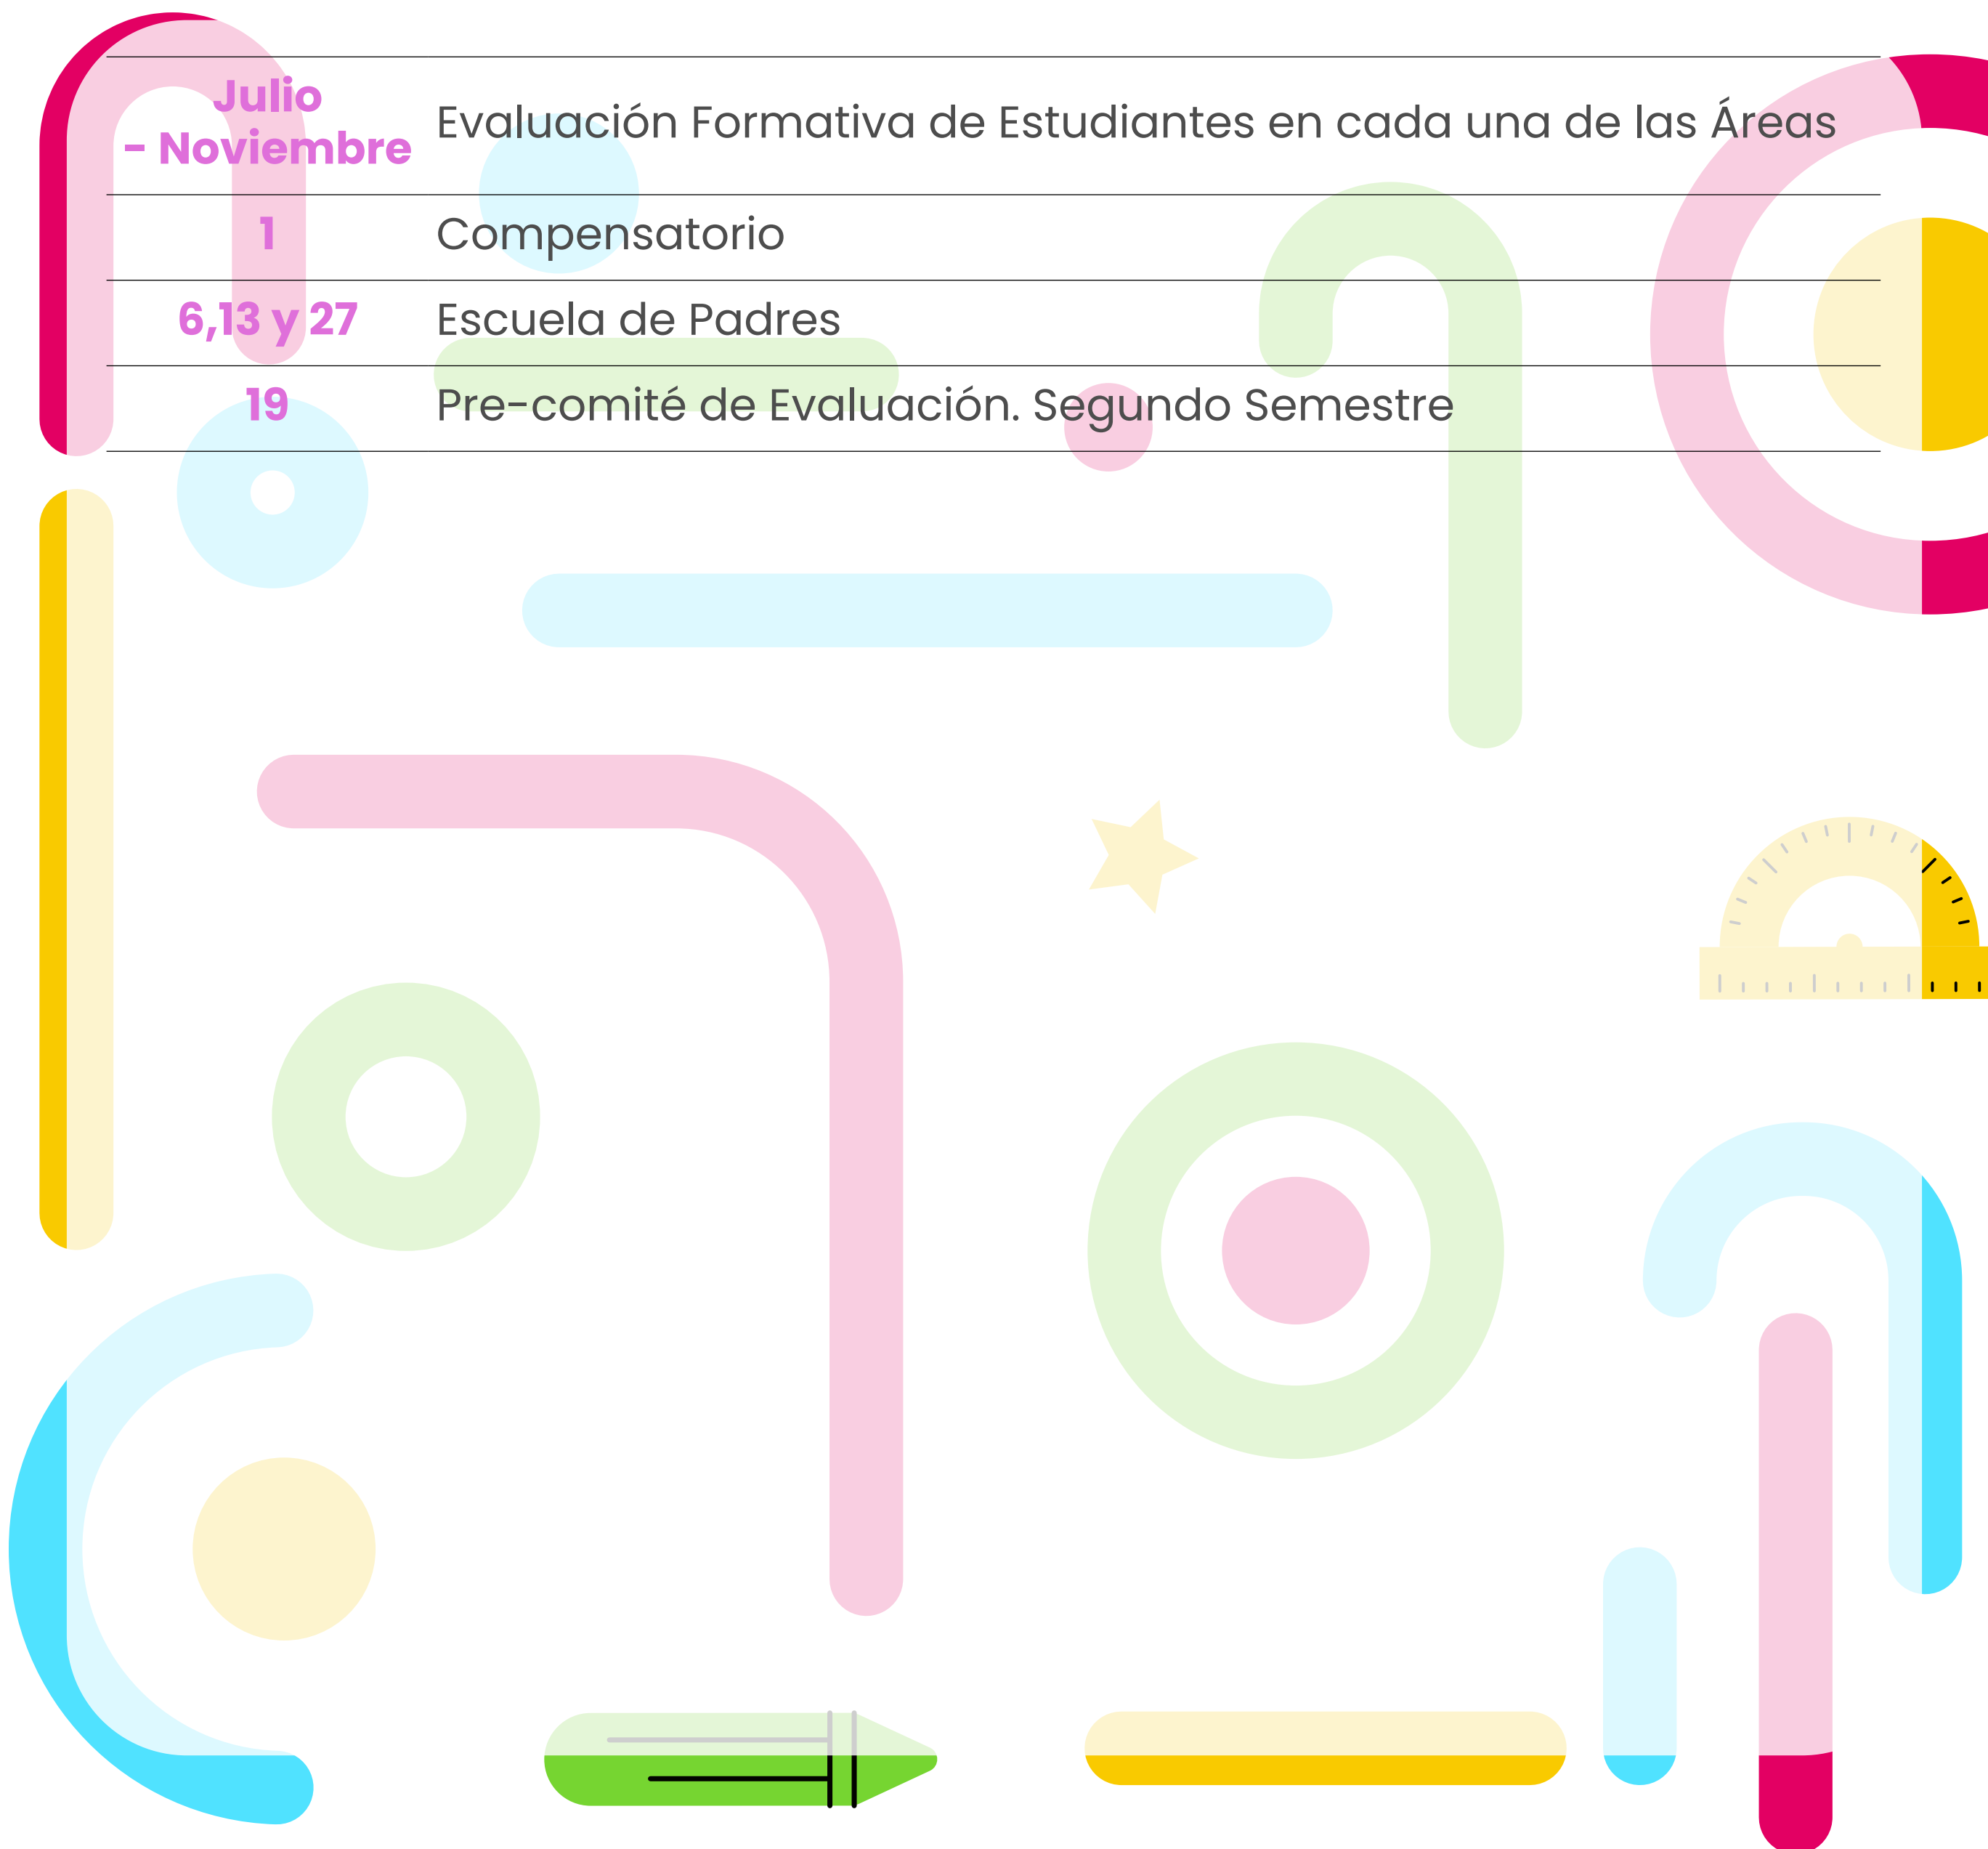 Julio
- Noviembre
Evaluación Formativa de Estudiantes en cada una de las Áreas
1 Compensatorio
6,13 y 27 Escuela de Padres
19 Pre-comité de Evaluación. Segundo Semestre